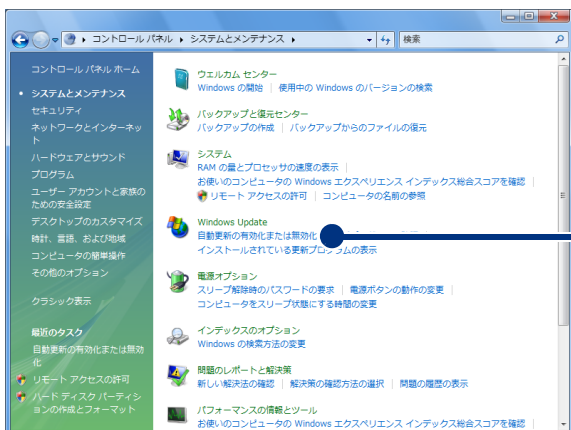 コントロール パネル ▸ システムとメンテナンス ▸
検索
コントロール パネル ホーム
システムとメンテナンス
セキュリティ
ネットワークとインターネッ
ト
ハードウェアとサウンド
プログラム
ユーザー アカウントと家族の
ための安全設定
デスクトップのカスタマイズ
時計、言語、および地域
コンピュータの簡単操作
その他のオプション
クラシック表示
最近のタスク
自動更新の有効化または無効
化
リモート アクセスの許可
ハード ディスク パーティシ
ョンの作成とフォーマット
ウエルカム センター
Windows の開始 | 使用中の Windows のバージョンの検索
バックアップと復元センター
バックアップの作成 | バックアップからのファイルの復元
システム
RAM の量とプロセッサの速度の表示 |
お使いのコンピュータの Windows エクスペリエンス インデックス総合スコアを確認 |
リモート アクセスの許可 | コンピュータの名前の参照
Windows Update
自動更新の有効化または無効化
インストールされている更新プログラムの表示
電源オプション
スリープ解除時のパスワードの要求 | 電源ボタンの動作の変更 |
コンピュータをスリープ状態にする時間の変更
インデックスのオプション
Windows の検索方法の変更
問題のレポートと解決策
新しい解決法の確認 | 解決策の確認方法の選択 | 問題の履歴の表示
パフォーマンスの情報とツール
お使いのコンピュータの Windows エクスペリエンス インデックス総合スコアを確認 |